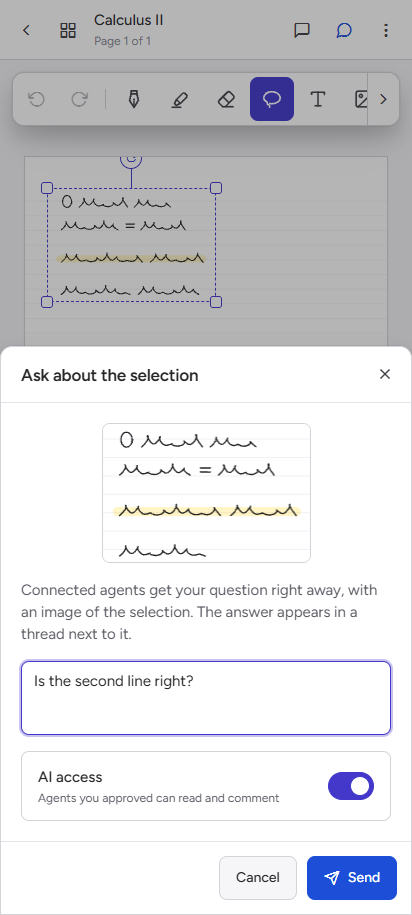 Calculus II
Page 1 of 1
T
Ask about the selection
Connected agents get your question right away, with
an image of the selection. The answer appears in a
thread next to it.
Is the second line right?
AI access
Agents you approved can read and comment
Cancel
Send